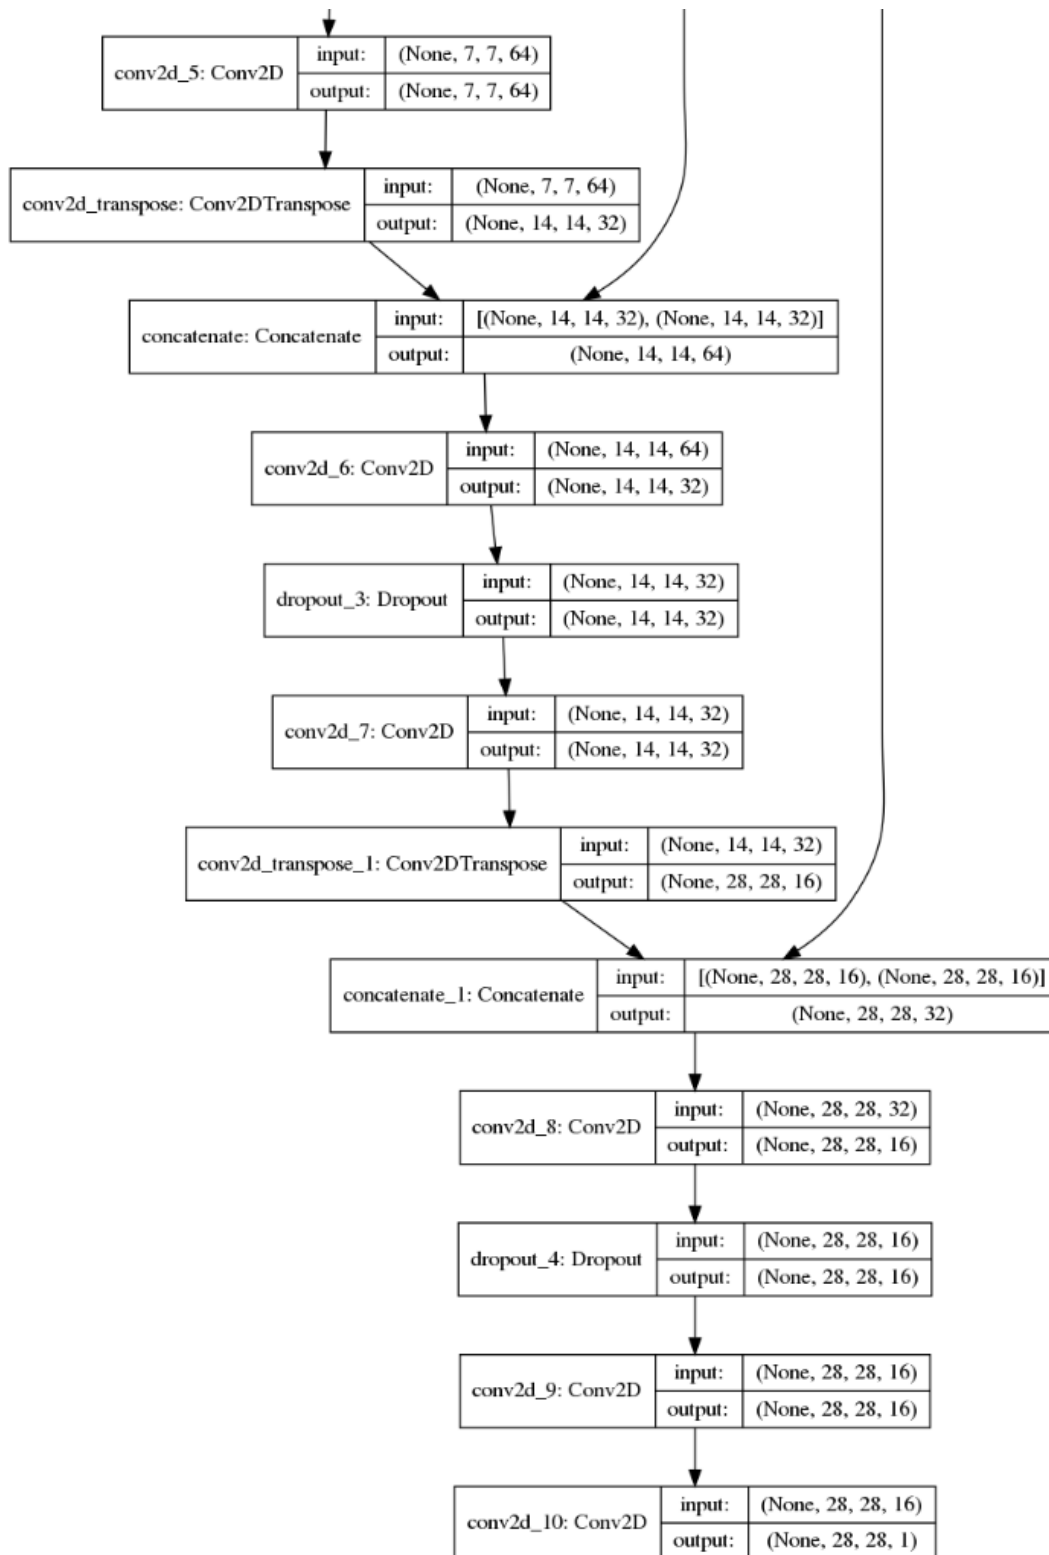 conv2d_5: Conv2D
input: (None, 7, 7, 64)
output: (None, 7, 7, 64)
conv2d_transpose: Conv2DTranspose
input: (None, 7, 7, 64)
output: (None, 14, 14, 32)
concatenate: Concatenate
input: [(None, 14, 14, 32), (None, 14, 14, 32)]
output: (None, 14, 14, 64)
conv2d_6: Conv2D
input: (None, 14, 14, 64)
output: (None, 14, 14, 32)
dropout_3: Dropout
input: (None, 14, 14, 32)
output: (None, 14, 14, 32)
conv2d_7: Conv2D
input: (None, 14, 14, 32)
output: (None, 14, 14, 32)
conv2d_transpose_1: Conv2DTranspose
input: (None, 14, 14, 32)
output: (None, 28, 28, 16)
concatenate_1: Concatenate
input: [(None, 28, 28, 16), (None, 28, 28, 16)]
output: (None, 28, 28, 32)
conv2d_8: Conv2D
input: (None, 28, 28, 32)
output: (None, 28, 28, 16)
dropout_4: Dropout
input: (None, 28, 28, 16)
output: (None, 28, 28, 16)
conv2d_9: Conv2D
input: (None, 28, 28, 16)
output: (None, 28, 28, 16)
conv2d_10: Conv2D
input: (None, 28, 28, 16)
output: (None, 28, 28, 1)